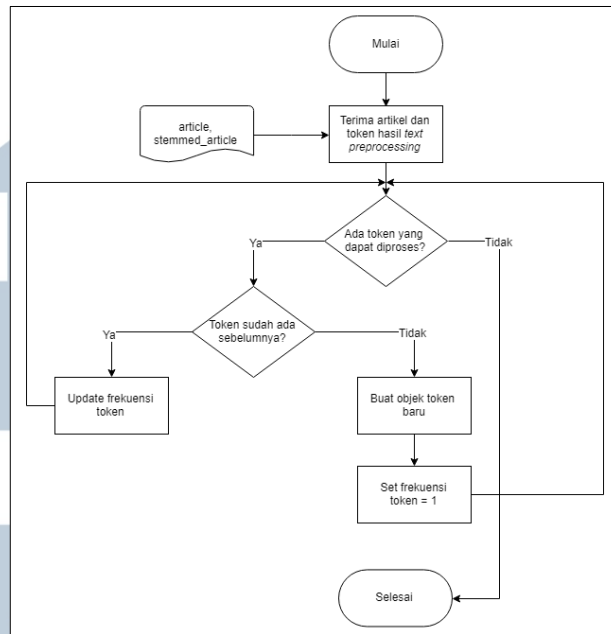 Mulai
article,
stemmed_article
Terima artikel dan
token hasil text
preprocessing
Ada token yang
dapat diproses?
Ya
Tidak
Token sudah ada
sebelumnya?
Ya
Tidak
Update frekuensi
token
Buat objek token
baru
Set frekuensi
token = 1
Selesai